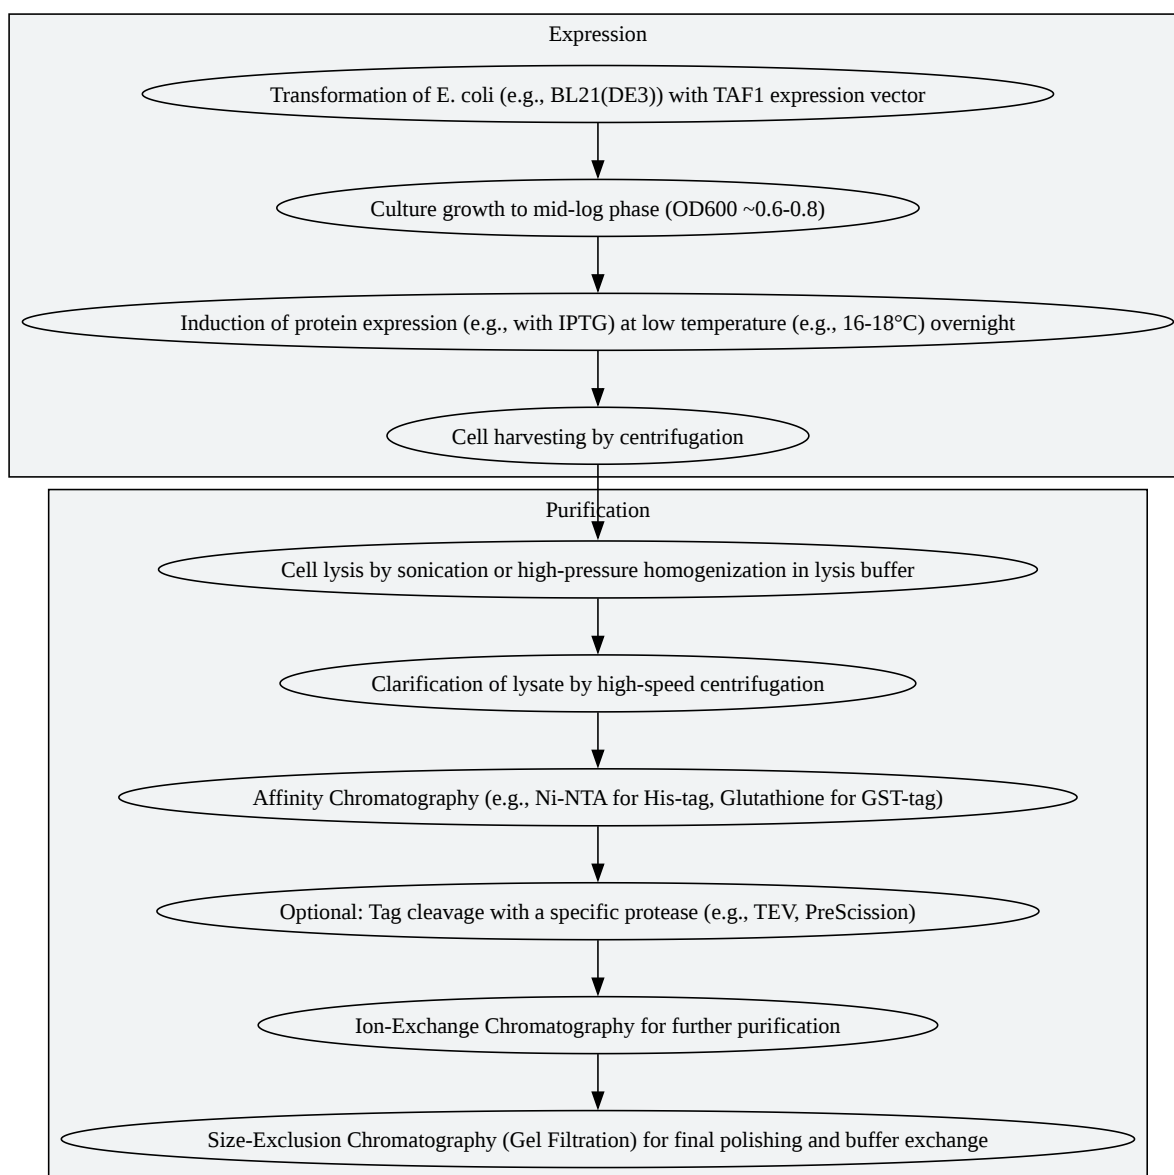 Expression
Transformation of E. coli (e.g., BL21(DE3)) with TAF1 expression vector
Culture growth to mid-log phase (OD600 ~0.6-0.8)
Induction of protein expression (e.g., with IPTG) at low temperature (e.g., 16-18°C) overnight
Cell harvesting by centrifugation
Purification
Cell lysis by sonication or high-pressure homogenization in lysis buffer
Clarification of lysate by high-speed centrifugation
Affinity Chromatography (e.g., Ni-NTA for His-tag, Glutathione for GST-tag)
Optional: Tag cleavage with a specific protease (e.g., TEV, PreScission)
Ion-Exchange Chromatography for further purification
Size-Exclusion Chromatography (Gel Filtration) for final polishing and buffer exchange